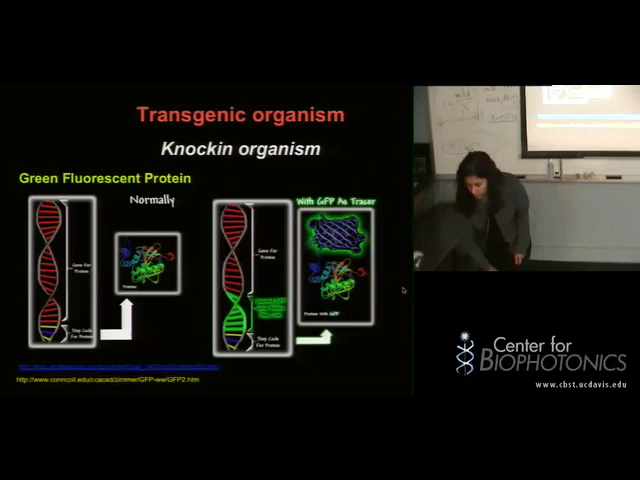 Transgenic organism
Knockin organism
Green Fluorescent Protein
Normally
With GFP As Tracer
Gene For
Protein
Stop Code
For Protein
Protein
Gene For
Protein
Stop Code
For Protein
Protein With GFP
http://www.conncoll.edu/ccacad/zimmer/GFP-ww/GFP2.htm
Center for
BIOPHOTONICS
www.cbst.ucdavis.edu